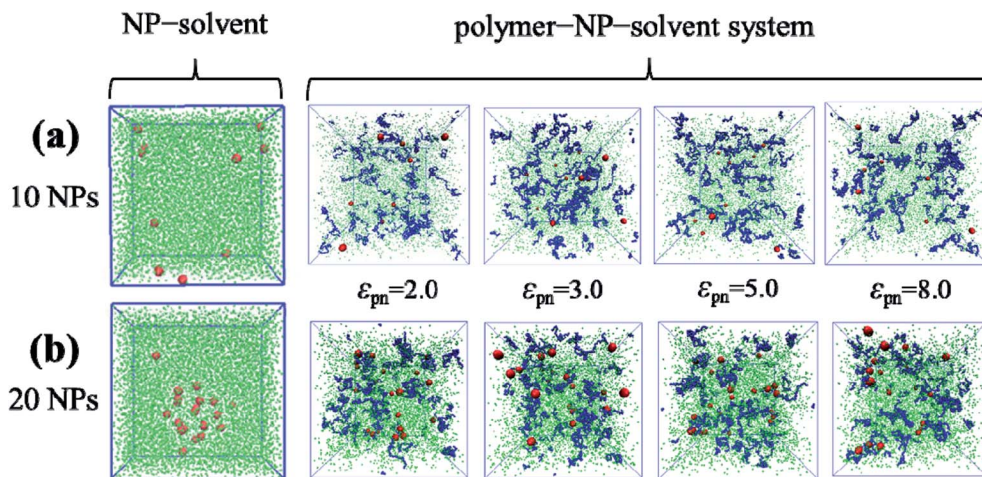 NP−solvent
polymer−NP−solvent system
(a)
10 NPs
εpn=2.0
εpn=3.0
εpn=5.0
εpn=8.0
(b)
20 NPs